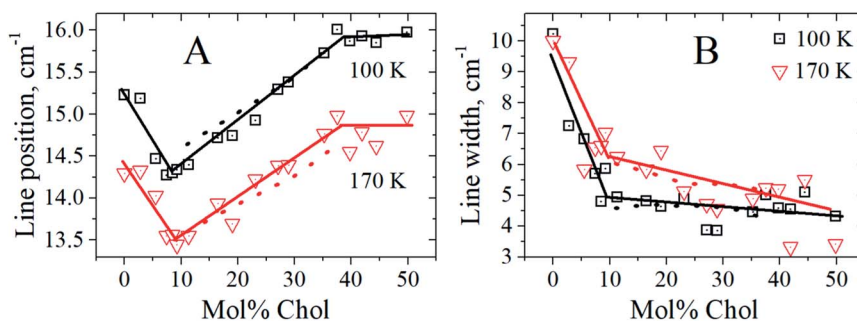 A
Line position, cm-1
16.0
15.5
15.0
14.5
14.0
13.5
100 K
170 K
0 10 20 30 40 50
Mol% Chol
B
Line width, cm-1
10
9
8
7
6
5
4
3
100 K
170 K
0 10 20 30 40 50
Mol% Chol